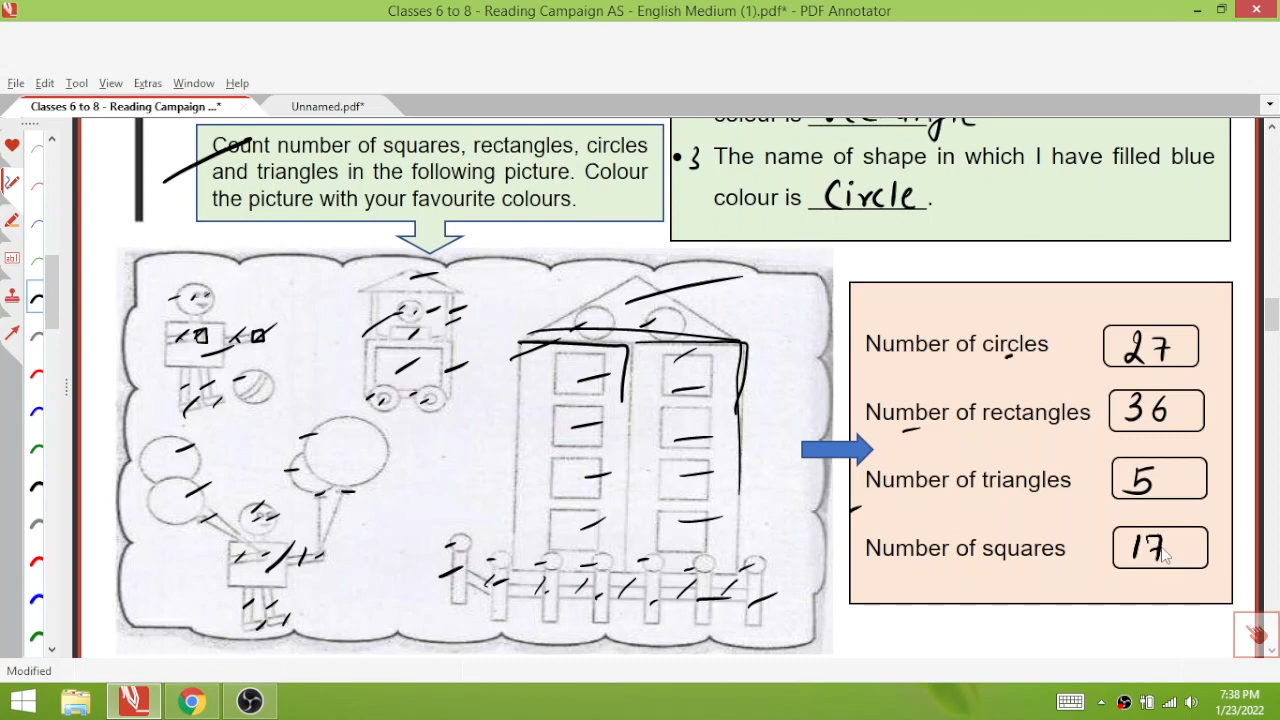 Classes 6 to 8 - Reading Campaign AS - English Medium (1).pdf* - PDF Annotator
File Edit Tool View Extras Window Help
Classes 6 to 8 - Reading Campaign ...* Unnamed.pdf*
Count number of squares, rectangles, circles
and triangles in the following picture. Colour
the picture with your favourite colours.
colour is
• 3 The name of shape in which I have filled blue
colour is Circle.
Number of circles 27
Number of rectangles 36
Number of triangles 5
Number of squares 17
Modified
7:38 PM
1/23/2022